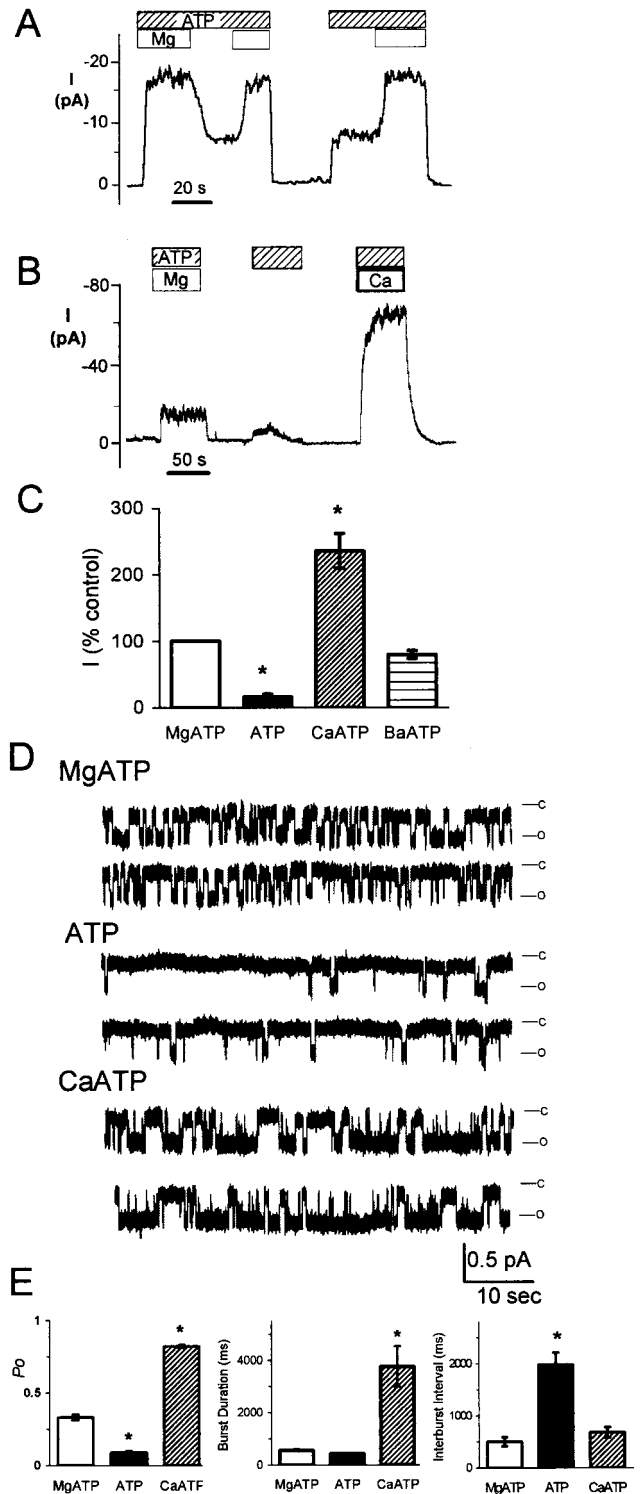 A
ATP
Mg
-20
I
(pA)
-10
0
20 s
B
ATP
Mg
Ca
-80
I
(pA)
-40
0
50 s
C
300
*
200
I (% control)
100
*
0
MgATP ATP CaATP BaATP
D
MgATP
—C
—O
—C
—O
ATP
—C
—O
—C
—O
CaATP
—C
—O
—C
—O
0.5 pA
10 sec
E
1
*
Po
0.5
*
0
MgATP ATP CaATP
*
4000
Burst Duration (ms)
2000
0
MgATP ATP CaATP
*
2000
Interburst Interval (ms)
1000
0
MgATP ATP CaATP